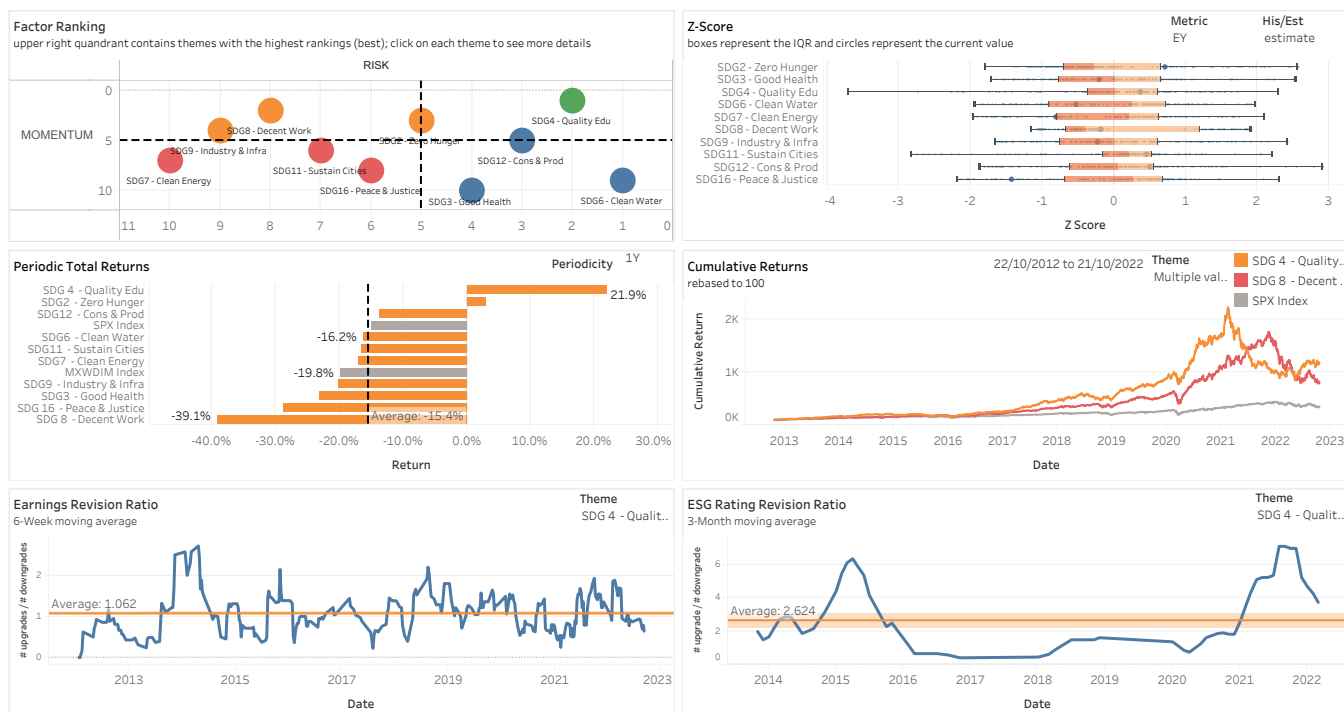 Factor Ranking
upper right quadrant contains themes with the highest rankings (best); click on each theme to see more details
RISK
MOMENTUM
0
5
10
SDG4 - Quality Edu
SDG8 - Decent Work
SDG2 - Zero Hunger
SDG9 - Industry & Infra
SDG12 - Cons & Prod
SDG11 - Sustain Cities
SDG7 - Clean Energy
SDG16 - Peace & Justice
SDG3 - Good Health
SDG6 - Clean Water
11 10 9 8 7 6 5 4 3 2 1 0
Z-Score
boxes represent the IQR and circles represent the current value
Metric
EY
His/Est
estimate
SDG2 - Zero Hunger
SDG3 - Good Health
SDG4 - Quality Edu
SDG6 - Clean Water
SDG7 - Clean Energy
SDG8 - Decent Work
SDG9 - Industry & Infra
SDG11 - Sustain Cities
SDG12 - Cons & Prod
SDG16 - Peace & Justice
-4 -3 -2 -1 0 1 2 3
Z Score
Periodic Total Returns
Periodicity
1Y
SDG 4 - Quality Edu
SDG2 - Zero Hunger
SDG12 - Cons & Prod
SPX Index
SDG6 - Clean Water
SDG11 - Sustain Cities
SDG7 - Clean Energy
MXWDIM Index
SDG9 - Industry & Infra
SDG3 - Good Health
SDG 16 - Peace & Justice
SDG 8 - Decent Work
21.9%
-16.2%
-19.8%
-39.1%
Average: -15.4%
-40.0% -30.0% -20.0% -10.0% 0.0% 10.0% 20.0% 30.0%
Return
Cumulative Returns
rebased to 100
22/10/2012 to 21/10/2022
Theme
Multiple val..
SDG 4 - Quality..
SDG 8 - Decent ..
SPX Index
Cumulative Return
2K
1K
0K
2013 2014 2015 2016 2017 2018 2019 2020 2021 2022 2023
Date
Earnings Revision Ratio
6-Week moving average
Theme
SDG 4 - Qualit..
# upgrades / # downgrades
2
1
0
Average: 1.062
2013 2015 2017 2019 2021 2023
Date
ESG Rating Revision Ratio
3-Month moving average
Theme
SDG 4 - Qualit..
# upgrade / # downgrade
6
4
2
0
Average: 2.624
2014 2015 2016 2017 2018 2019 2020 2021 2022
Date